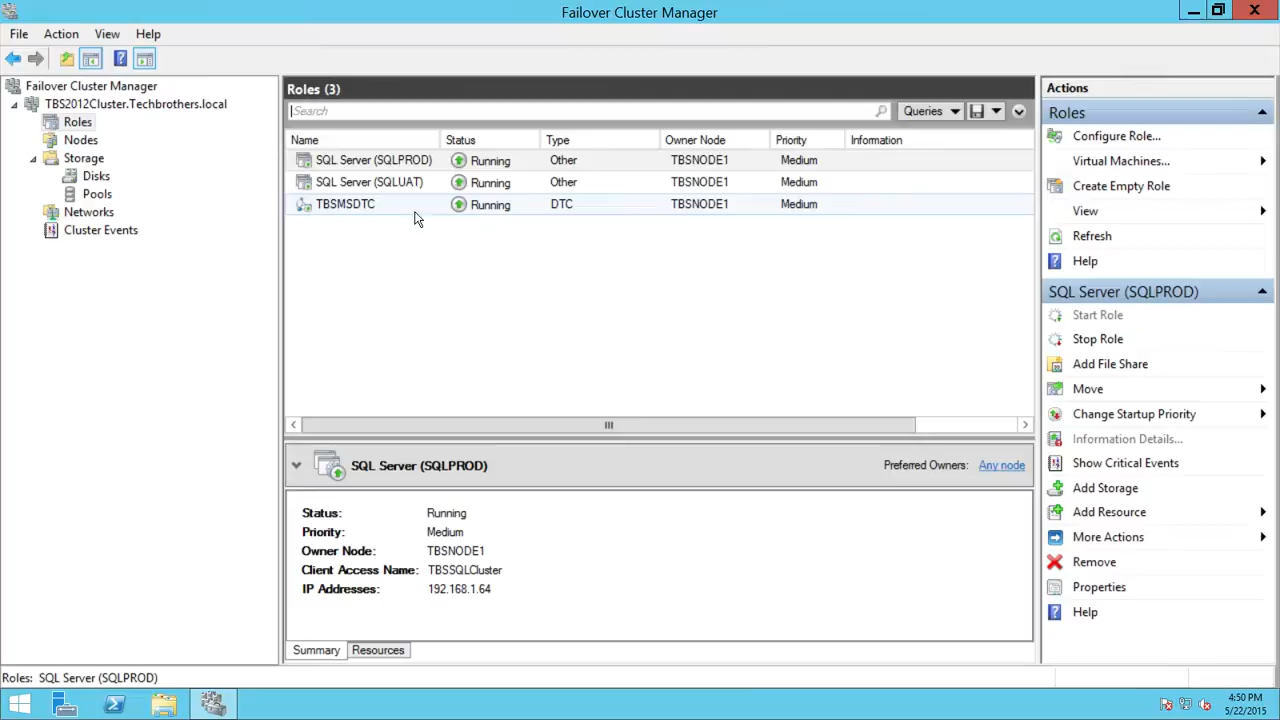 Failover Cluster Manager
File Action View Help
Failover Cluster Manager
TBS2012Cluster.Techbrothers.local
Roles
Nodes
Storage
Disks
Pools
Networks
Cluster Events
Roles (3)
Search
Queries
Name Status Type Owner Node Priority Information
SQL Server (SQLPROD) Running Other TBSNODE1 Medium
SQL Server (SQLUAT) Running Other TBSNODE1 Medium
TBSMSDTC Running DTC TBSNODE1 Medium
SQL Server (SQLPROD) Preferred Owners: Any node
Status: Running
Priority: Medium
Owner Node: TBSNODE1
Client Access Name: TBSSQLCluster
IP Addresses: 192.168.1.64
Summary Resources
Actions
Roles
Configure Role...
Virtual Machines...
Create Empty Role
View
Refresh
Help
SQL Server (SQLPROD)
Start Role
Stop Role
Add File Share
Move
Change Startup Priority
Information Details...
Show Critical Events
Add Storage
Add Resource
More Actions
Remove
Properties
Help
Roles: SQL Server (SQLPROD)
4:50 PM
5/22/2015